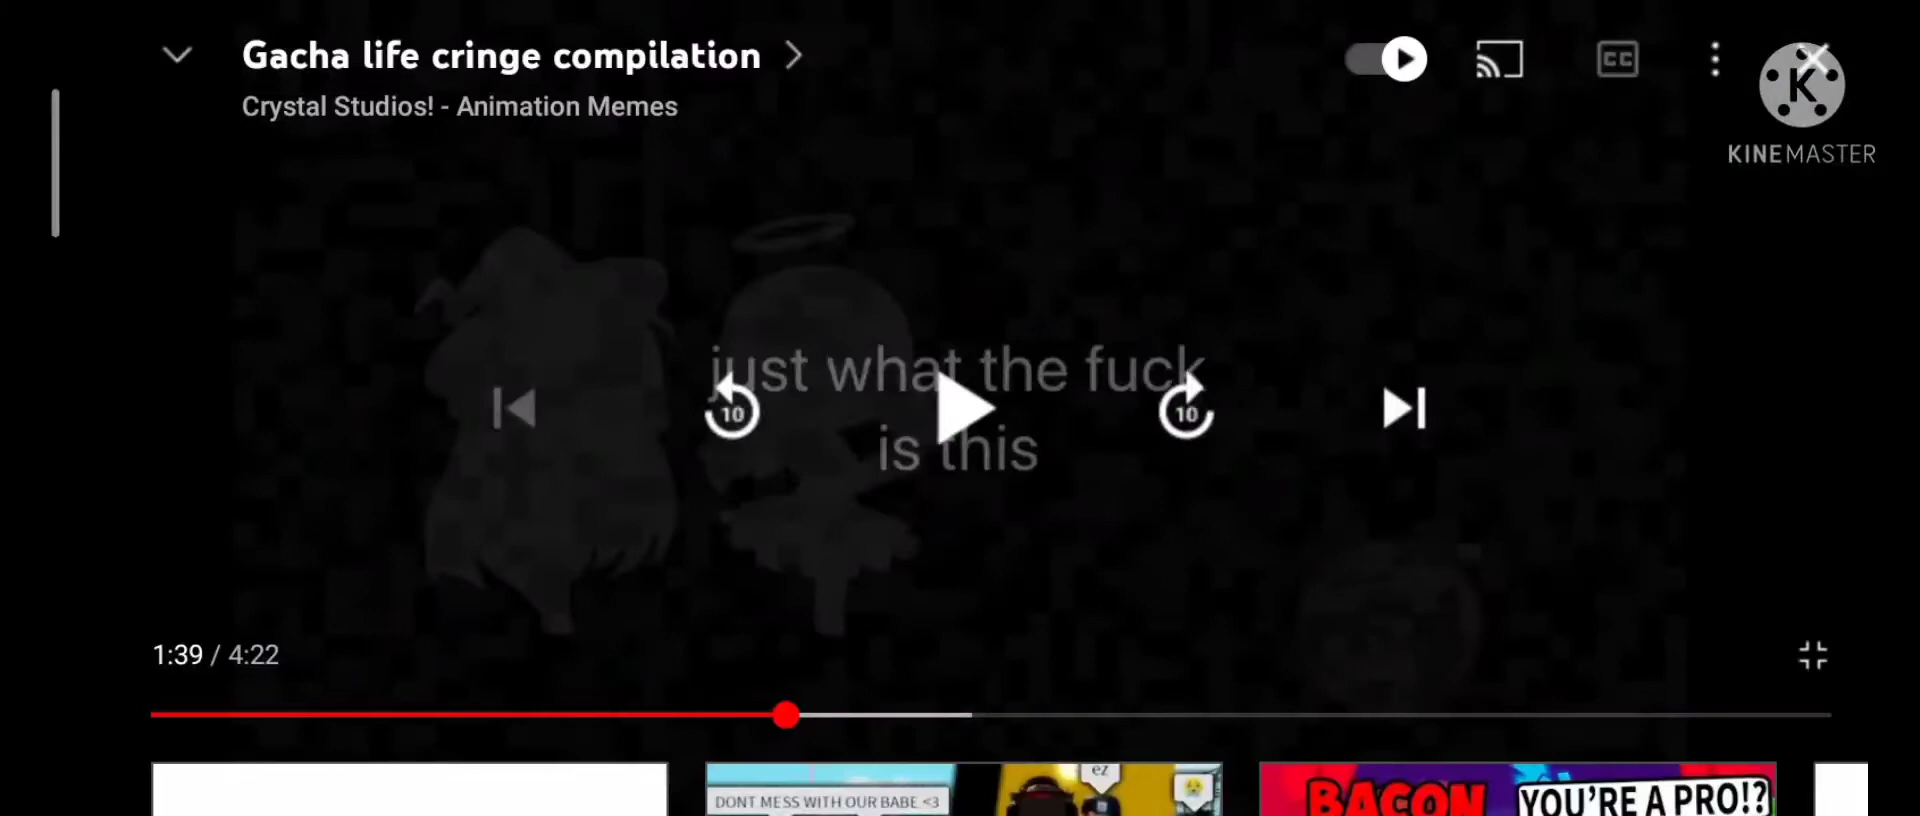 Gacha life cringe compilation
Crystal Studios! - Animation Memes
CC
K
KINEMASTER
just what the fuck
is this
10
10
1:39 / 4:22
ez
DONT MESS WITH OUR BABE <3
BACON
YOU'RE A PRO!?